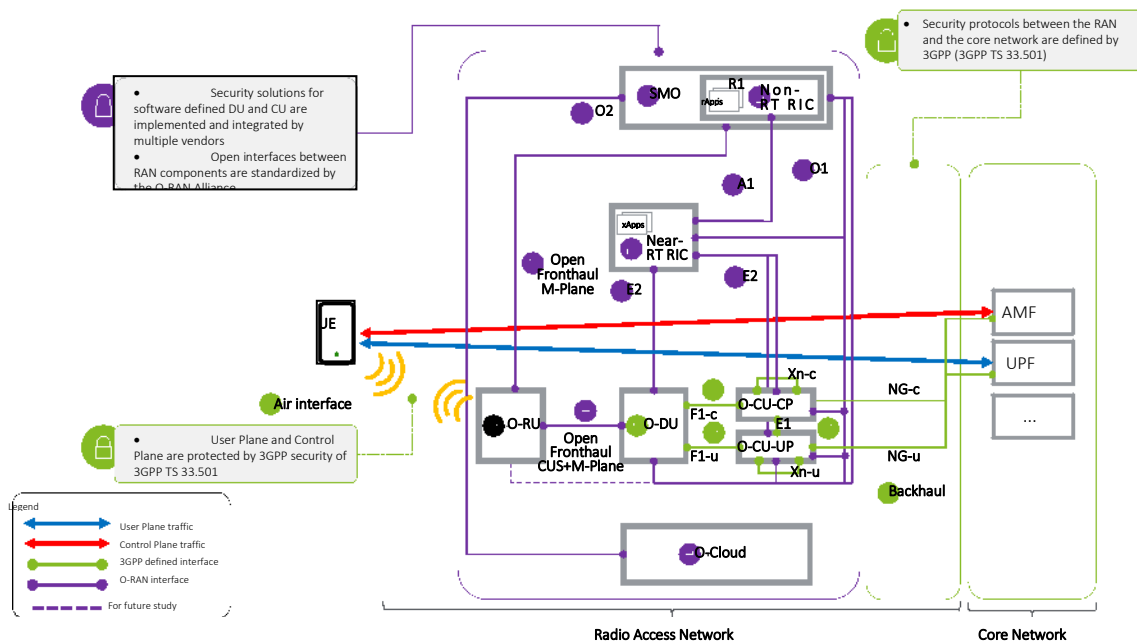 • Security protocols between the RAN
and the core network are defined by
3GPP (3GPP TS 33.501)
• Security solutions for
software defined DU and CU are
implemented and integrated by
multiple vendors
• Open interfaces between
RAN components are standardized by
the O-RAN Alliance
SMO
R1
rApps
Non-
RT RIC
O2
O1
A1
xApps
Near-
RT RIC
Open
Fronthaul
M-Plane
E2
E2
UE
AMF
UPF
...
Xn-c
NG-c
Air interface
O-RU
O-DU
F1-c
O-CU-CP
E1
Open
Fronthaul
CUS+M-Plane
F1-u
O-CU-UP
NG-u
Xn-u
Backhaul
• User Plane and Control
Plane are protected by 3GPP security of
3GPP TS 33.501
Legend
User Plane traffic
Control Plane traffic
3GPP defined interface
O-RAN interface
For future study
O-Cloud
Radio Access Network
Core Network